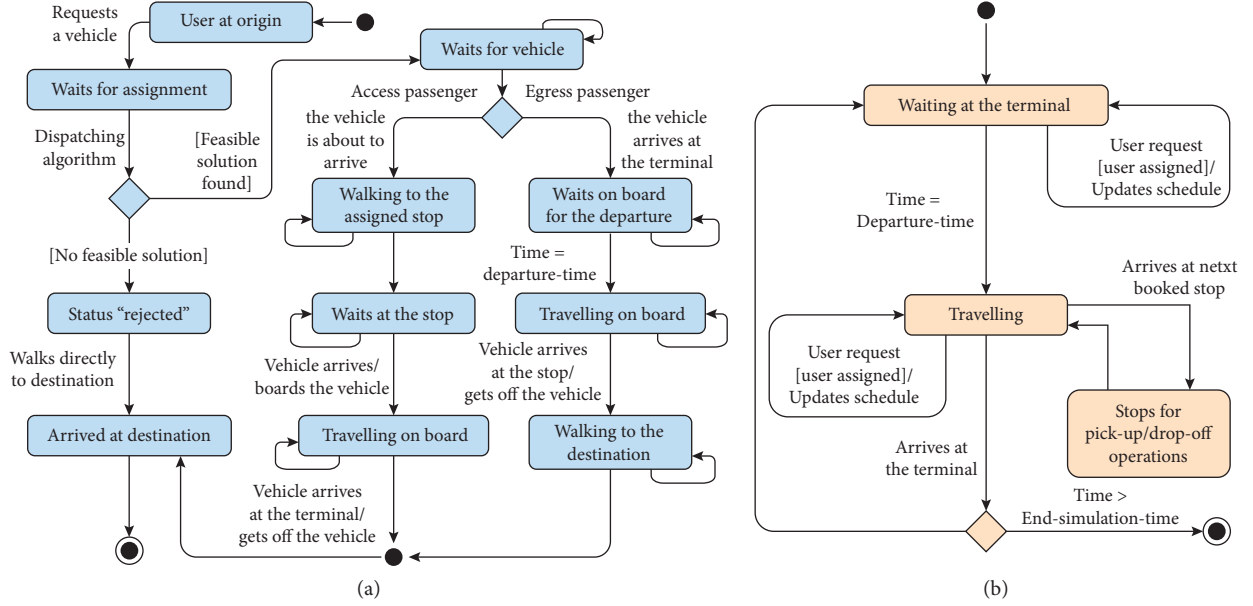 Requests
a vehicle
User at origin
Waits for vehicle
Waits for assignment
Access passenger
Egress passenger
Dispatching
algorithm
[Feasible
solution
found]
the vehicle
is about to
arrive
the vehicle
arrives at
the terminal
Walking to the
assigned stop
Waits on board
for the departure
[No feasible solution]
Time =
departure-time
Status “rejected”
Waits at the stop
Travelling on board
Walks directly
to destination
Vehicle arrives/
boards the vehicle
Vehicle arrives
at the stop/
gets off the vehicle
Arrived at destination
Travelling on board
Walking to the
destination
Vehicle arrives
at the terminal/
gets off the vehicle
(a)
Waiting at the terminal
User request
[user assigned]/
Updates schedule
Time =
Departure-time
Arrives at netxt
booked stop
Travelling
User request
[user assigned]/
Updates schedule
Stops for
pick-up/drop-off
operations
Arrives at
the terminal
Time >
End-simulation-time
(b)